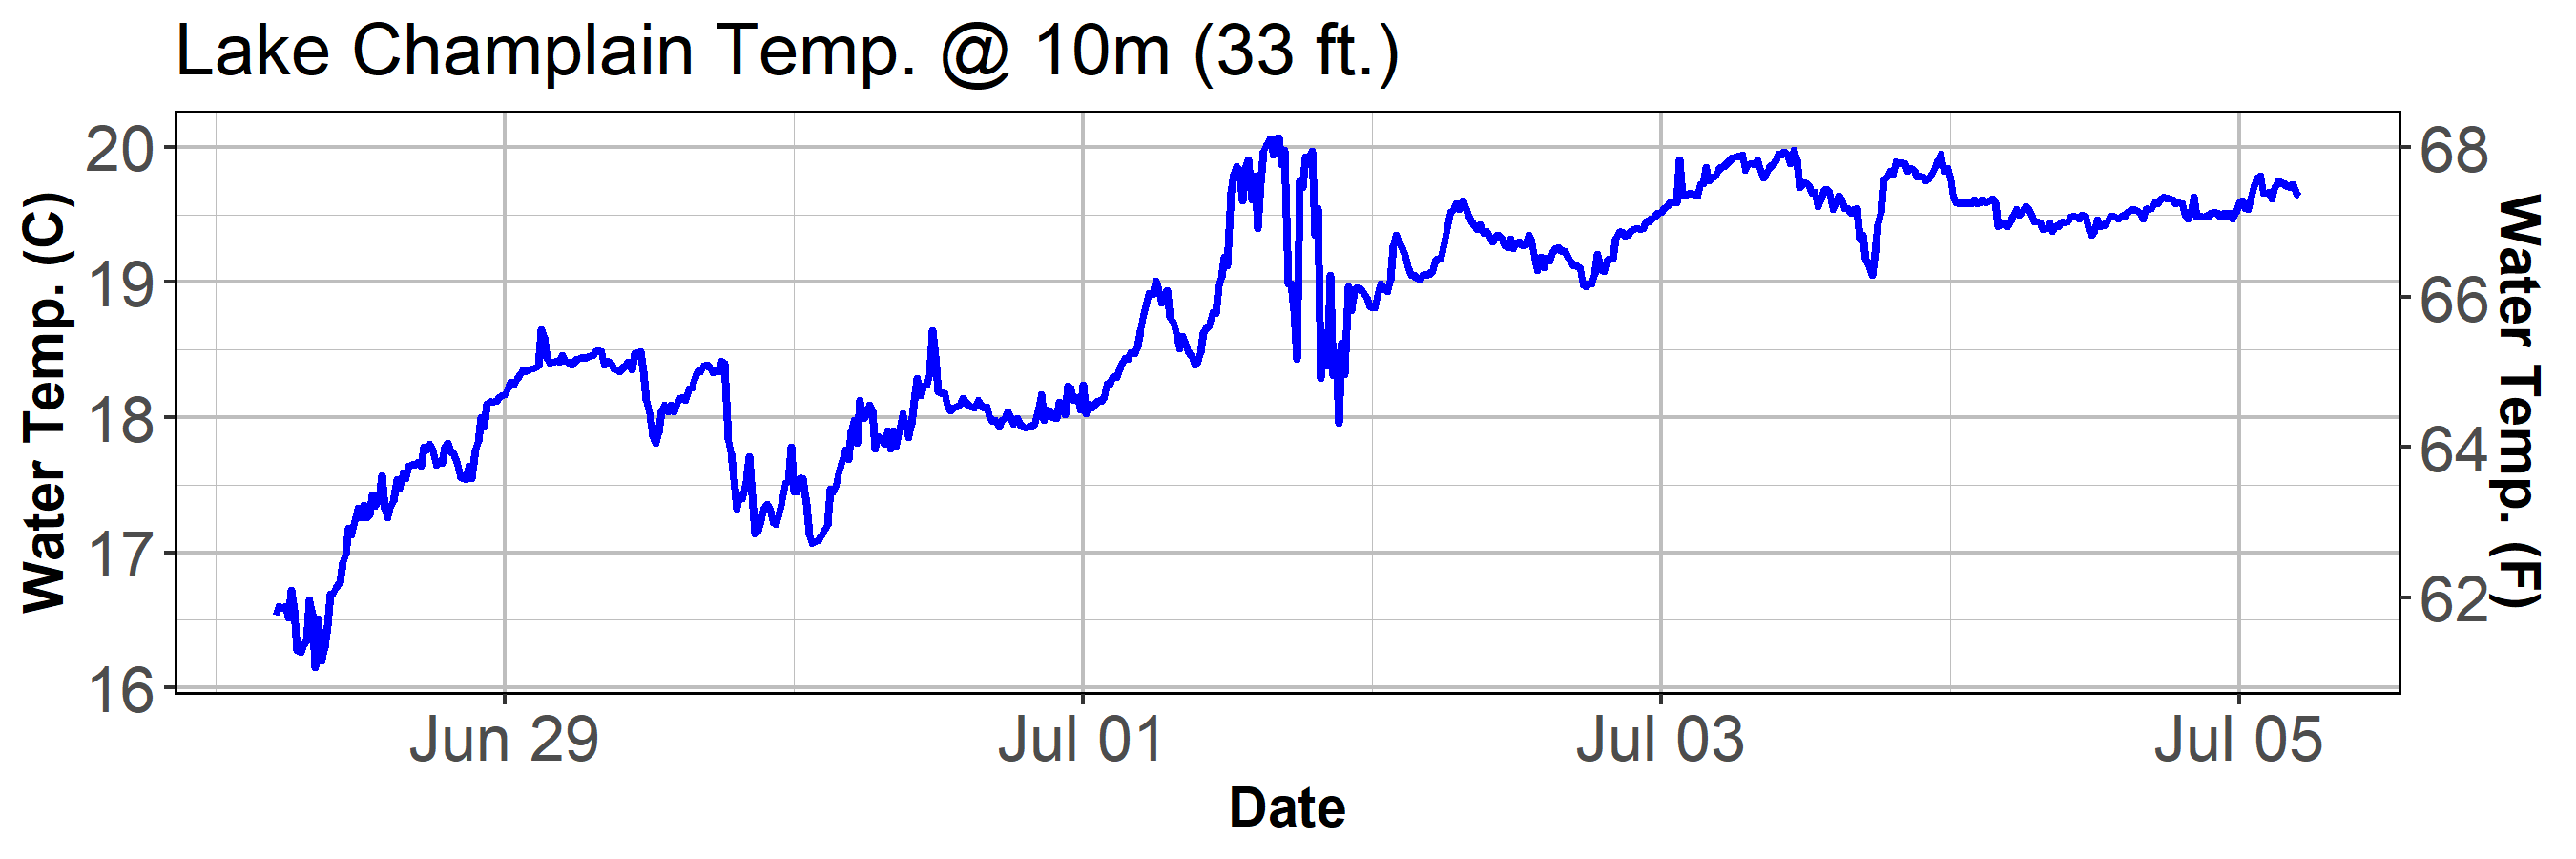 Lake Champlain Temp. @ 10m (33 ft.)
Water Temp. (C)
20
19
18
17
16
68
66
64
62
Water Temp. (F)
Jun 29
Jul 01
Jul 03
Jul 05
Date